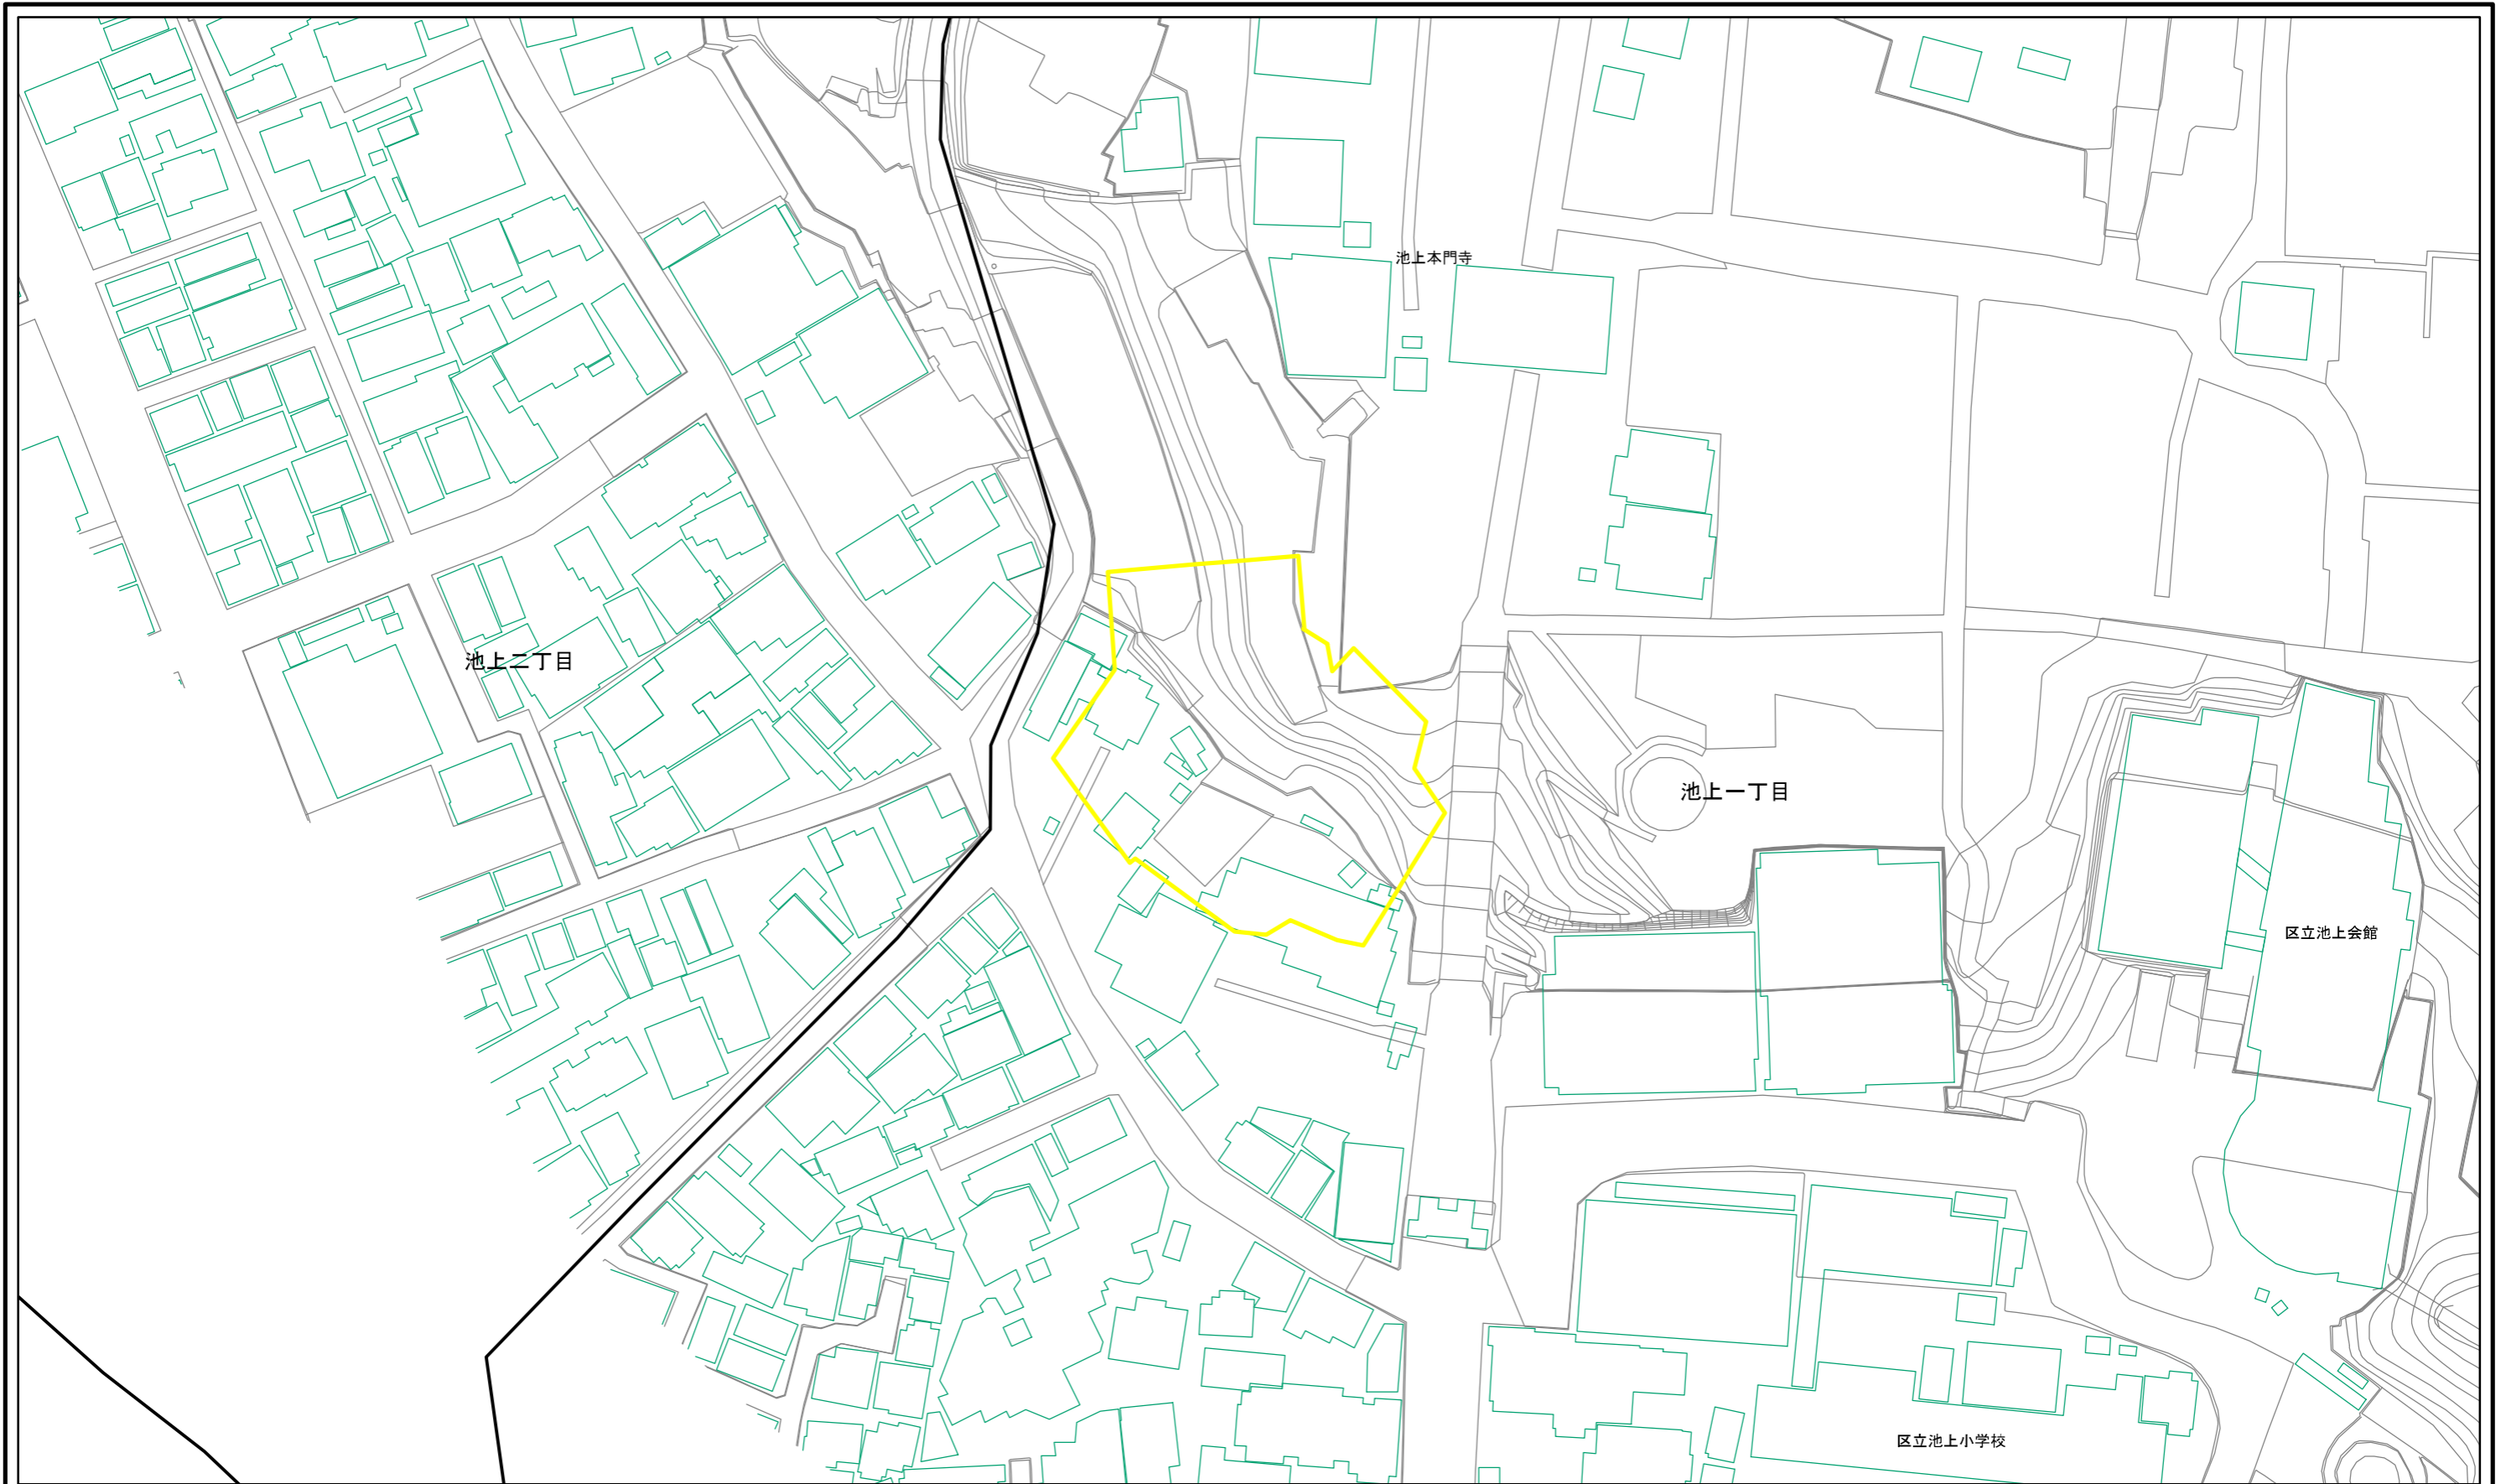 池上本門寺
池上二丁目
池上一丁目
区立池上会館
区立池上小学校